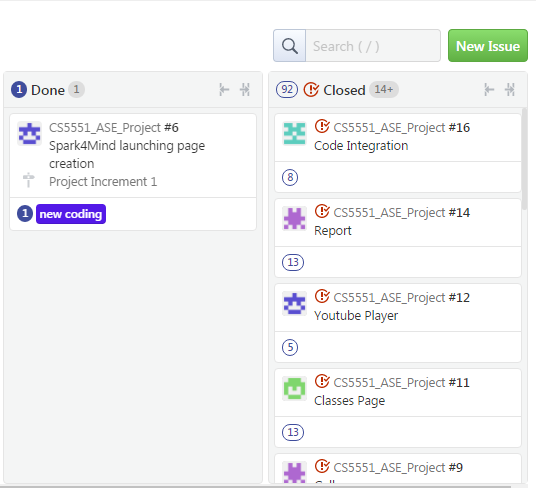 Search ( / )
New Issue
1 Done 1
CS5551_ASE_Project #6
Spark4Mind launching page
creation
Project Increment 1
1 new coding
92 Closed 14+
CS5551_ASE_Project #16
Code Integration
8
CS5551_ASE_Project #14
Report
13
CS5551_ASE_Project #12
Youtube Player
5
CS5551_ASE_Project #11
Classes Page
13
CS5551_ASE_Project #9